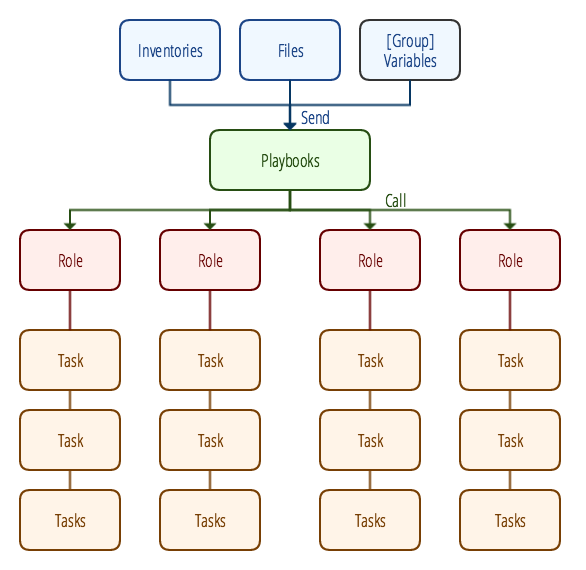 Inventories
Files
[Group]
Variables
Send
Playbooks
Call
Role
Role
Role
Role
Task
Task
Task
Task
Task
Task
Task
Task
Tasks
Tasks
Tasks
Tasks